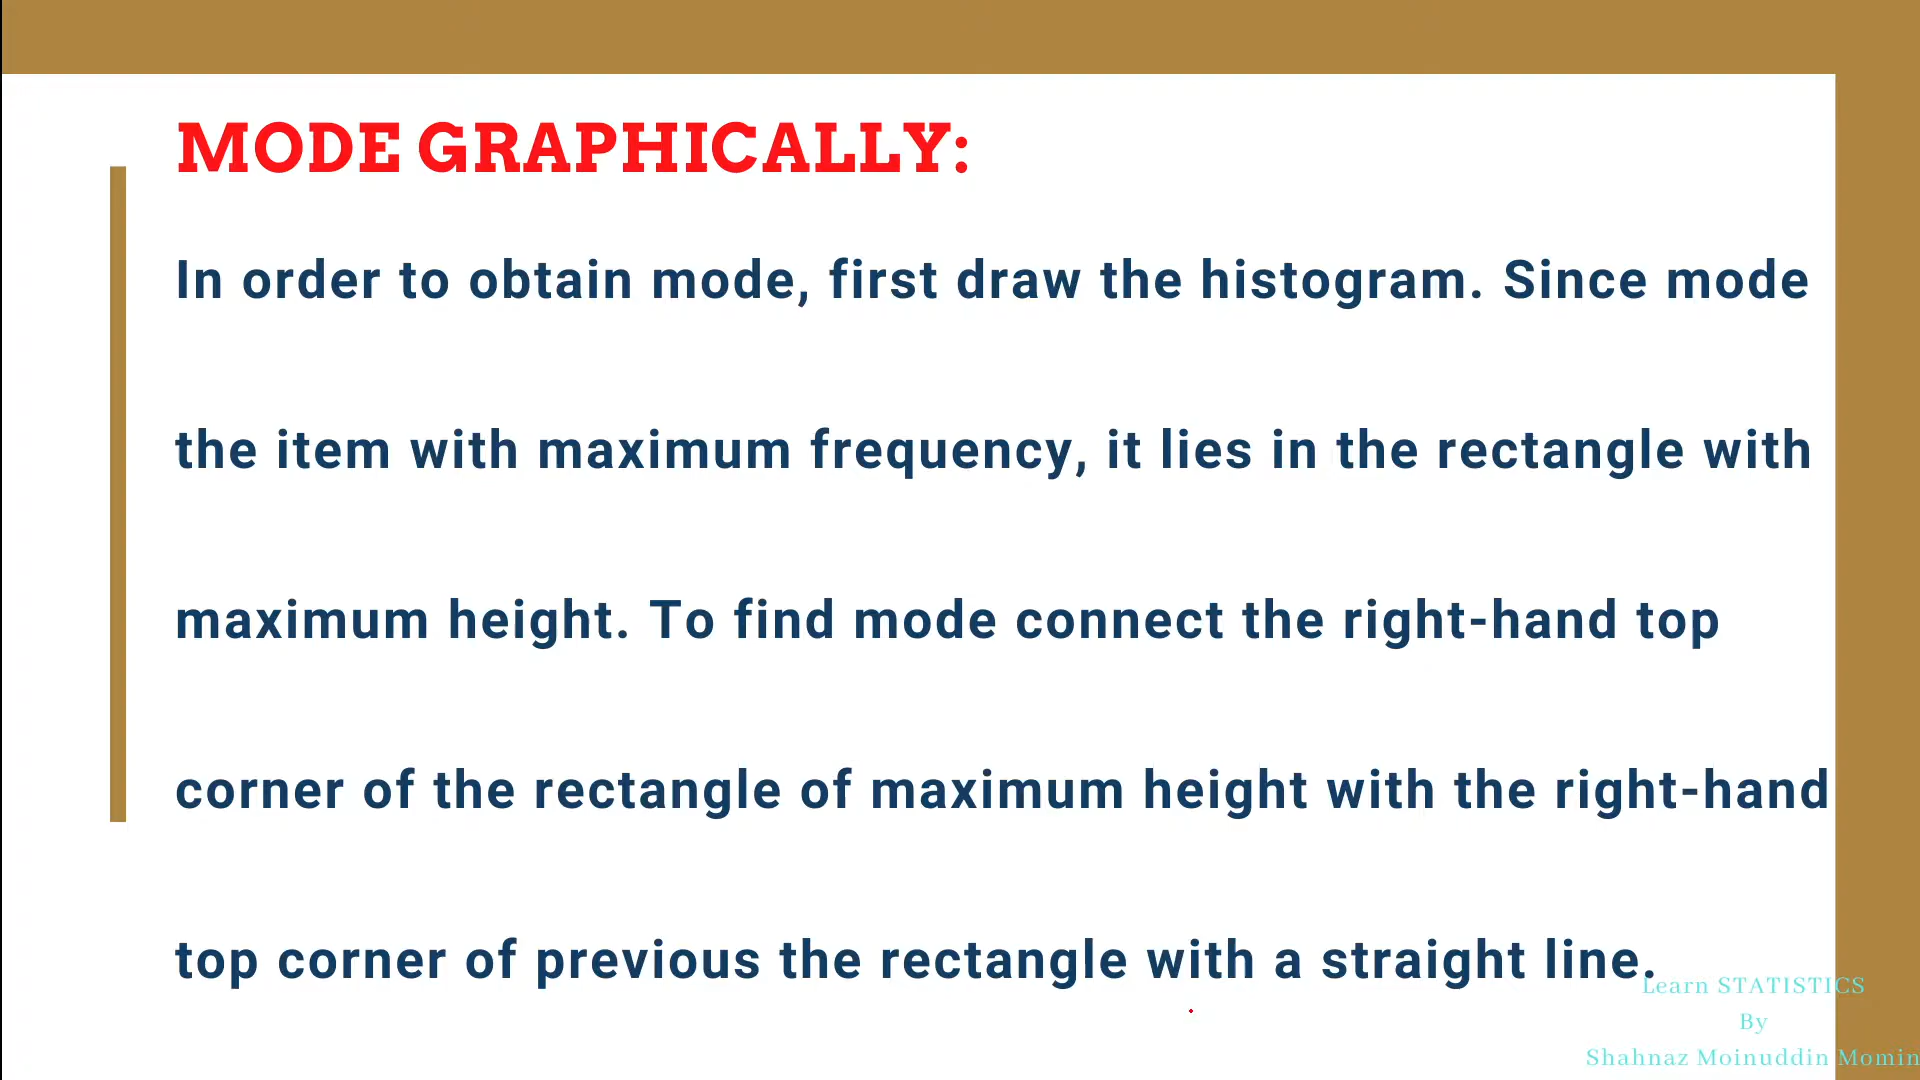 MODE GRAPHICALLY:
In order to obtain mode, first draw the histogram. Since mode
the item with maximum frequency, it lies in the rectangle with
maximum height. To find mode connect the right-hand top
corner of the rectangle of maximum height with the right-hand
top corner of previous the rectangle with a straight line.
Learn STATISTICS
By
Shahnaz Moinuddin Momin